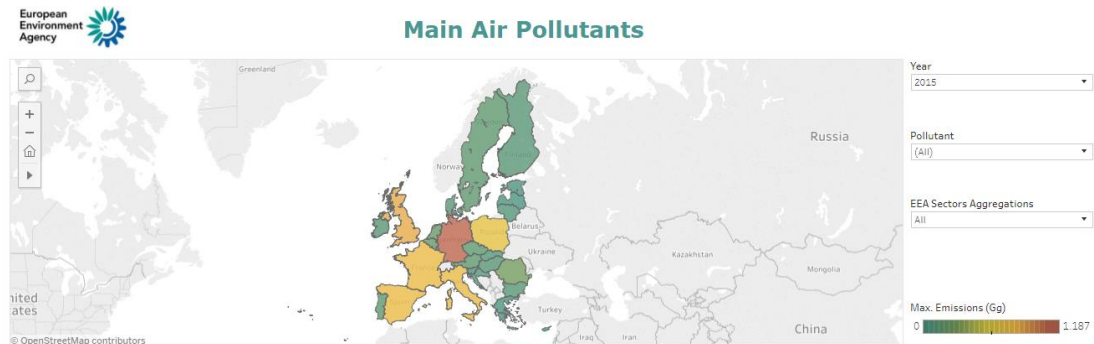 European
Environment
Agency
Main Air Pollutants
Greenland
Norway
Russia
Belarus
Ukraine
Kazakhstan
Mongolia
Turkey
Iraq
Iran
China
nited
ates
© OpenStreetMap contributors
Year
2015
Pollutant
(All)
EEA Sectors Aggregations
All
Max. Emissions (Gg)
0
1.187